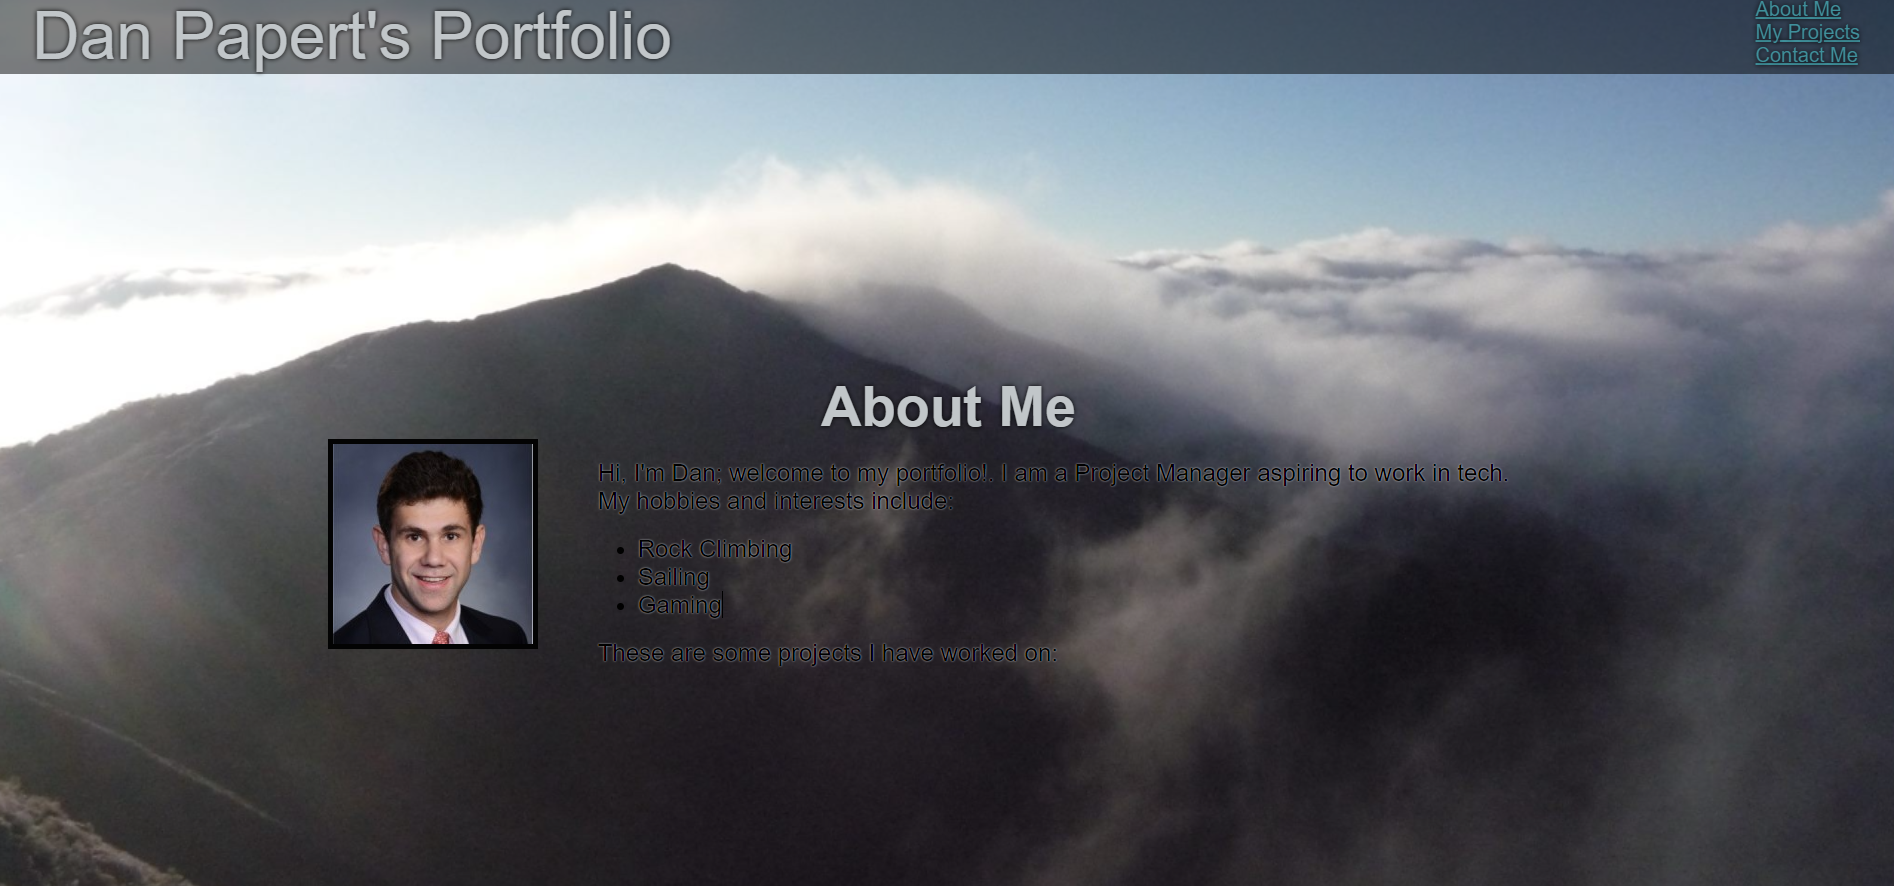 Dan Papert's Portfolio
About Me
My Projects
Contact Me
About Me
Hi, I'm Dan; welcome to my portfolio!. I am a Project Manager aspiring to work in tech.
My hobbies and interests include:
Rock Climbing
Sailing
Gaming
These are some projects I have worked on: